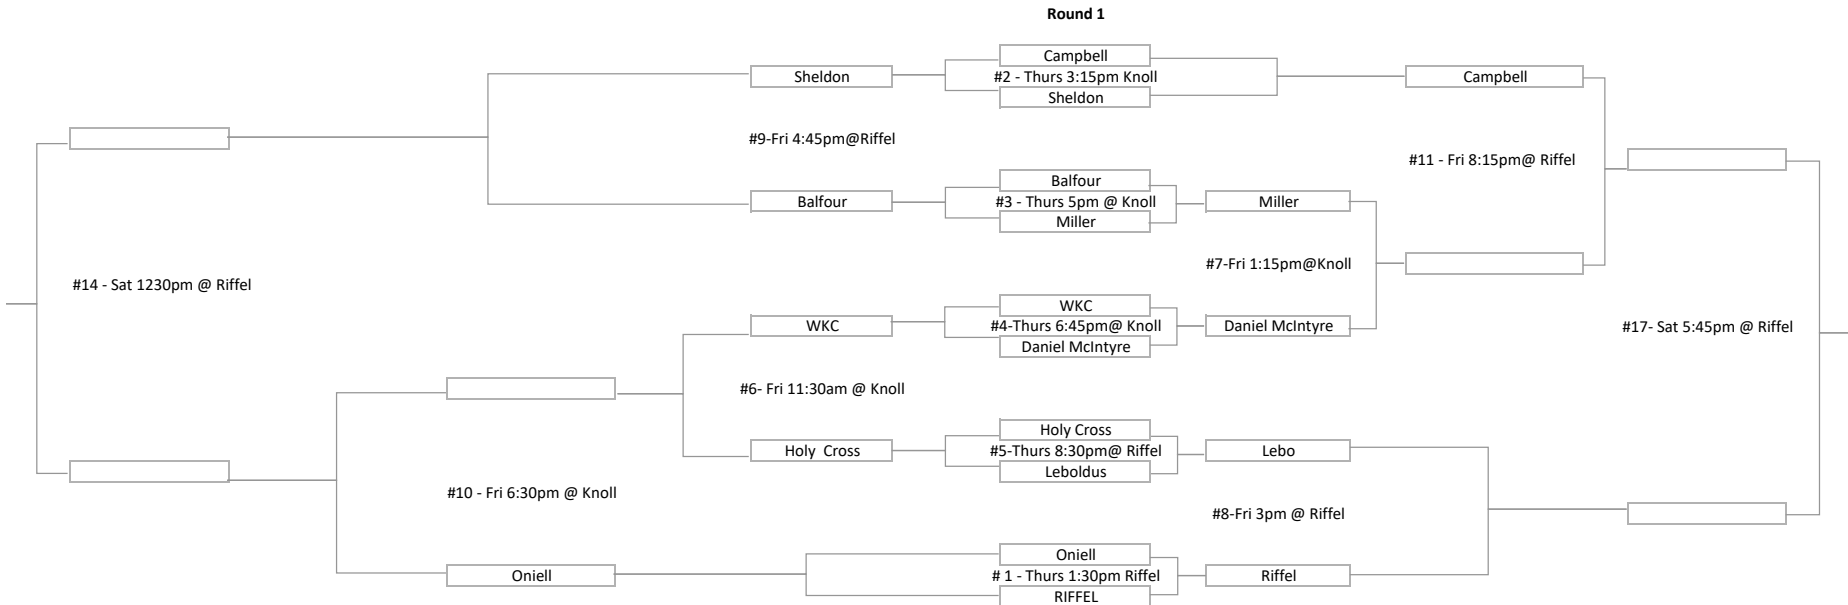 Round 1
Campbell
Sheldon
#2 - Thurs 3:15pm Knoll
Campbell
Sheldon
#9-Fri 4:45pm@Riffel
#11 - Fri 8:15pm@ Riffel
Balfour
Balfour
#3 - Thurs 5pm @ Knoll
Miller
Miller
#7-Fri 1:15pm@Knoll
#14 - Sat 1230pm @ Riffel
WKC
WKC
#4-Thurs 6:45pm@ Knoll
Daniel McIntyre
#17- Sat 5:45pm @ Riffel
Daniel McIntyre
#6- Fri 11:30am @ Knoll
Holy Cross
Holy Cross
#5-Thurs 8:30pm@ Riffel
Lebo
Leboldus
#10 - Fri 6:30pm @ Knoll
#8-Fri 3pm @ Riffel
Oniell
Oniell
# 1 - Thurs 1:30pm Riffel
Riffel
RIFFEL